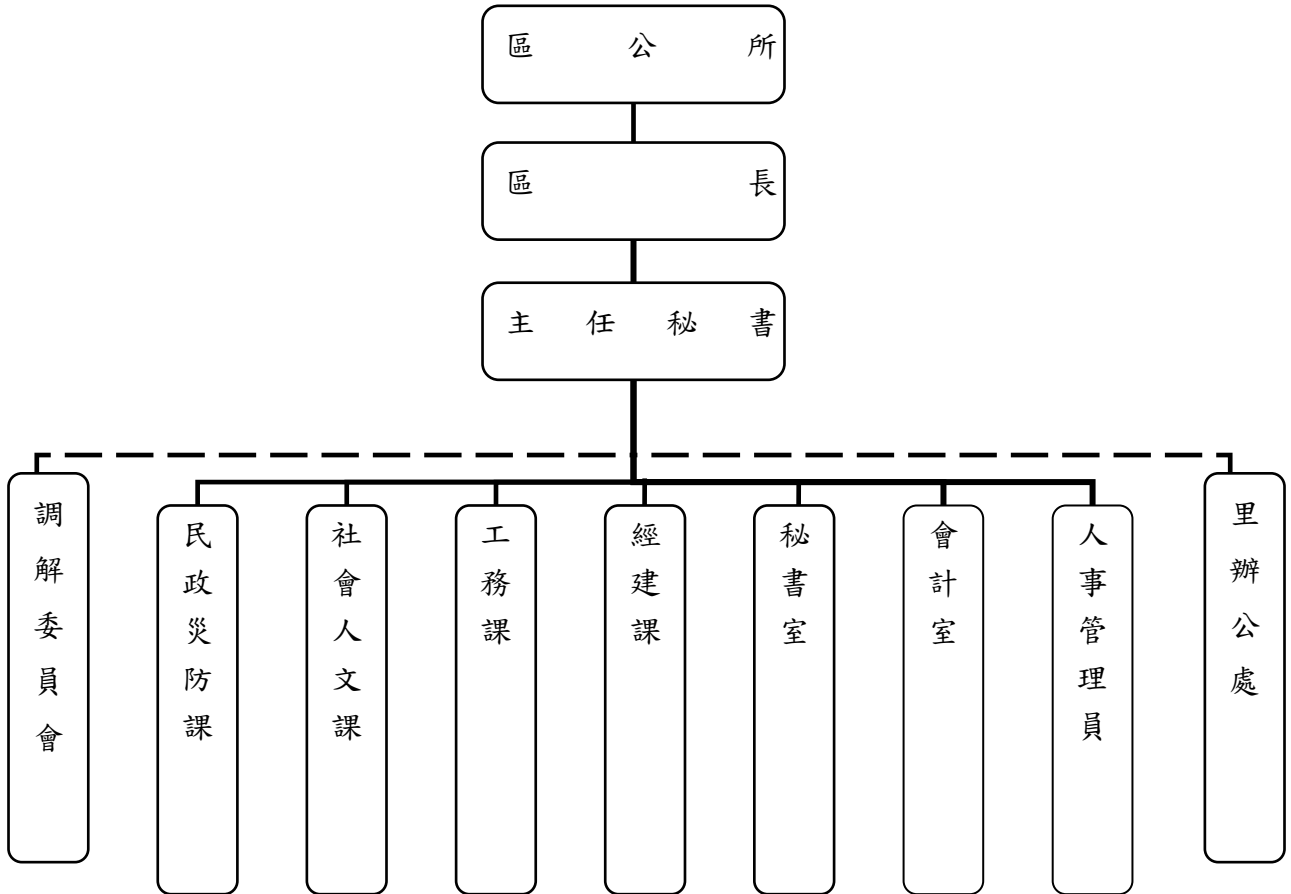 區公所
區長
主任秘書
調解委員會
民政災防課
社會人文課
工務課
經建課
秘書室
會計室
人事管理員
里辦公處